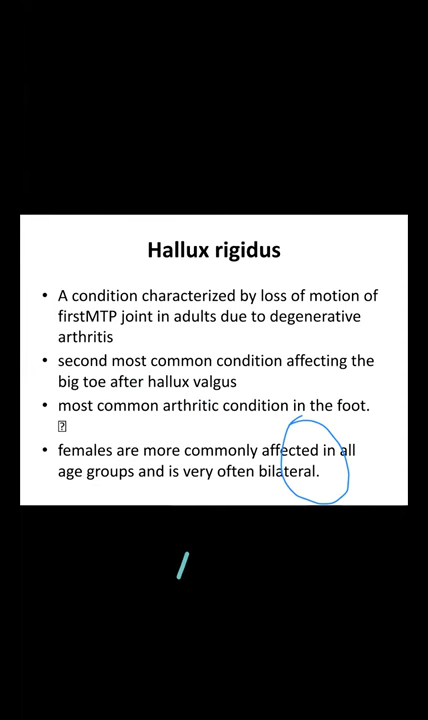 Hallux rigidus
• A condition characterized by loss of motion of
firstMTP joint in adults due to degenerative
arthritis
• second most common condition affecting the
big toe after hallux valgus
• most common arthritic condition in the foot.
⍰
• females are more commonly affected in all
age groups and is very often bilateral.